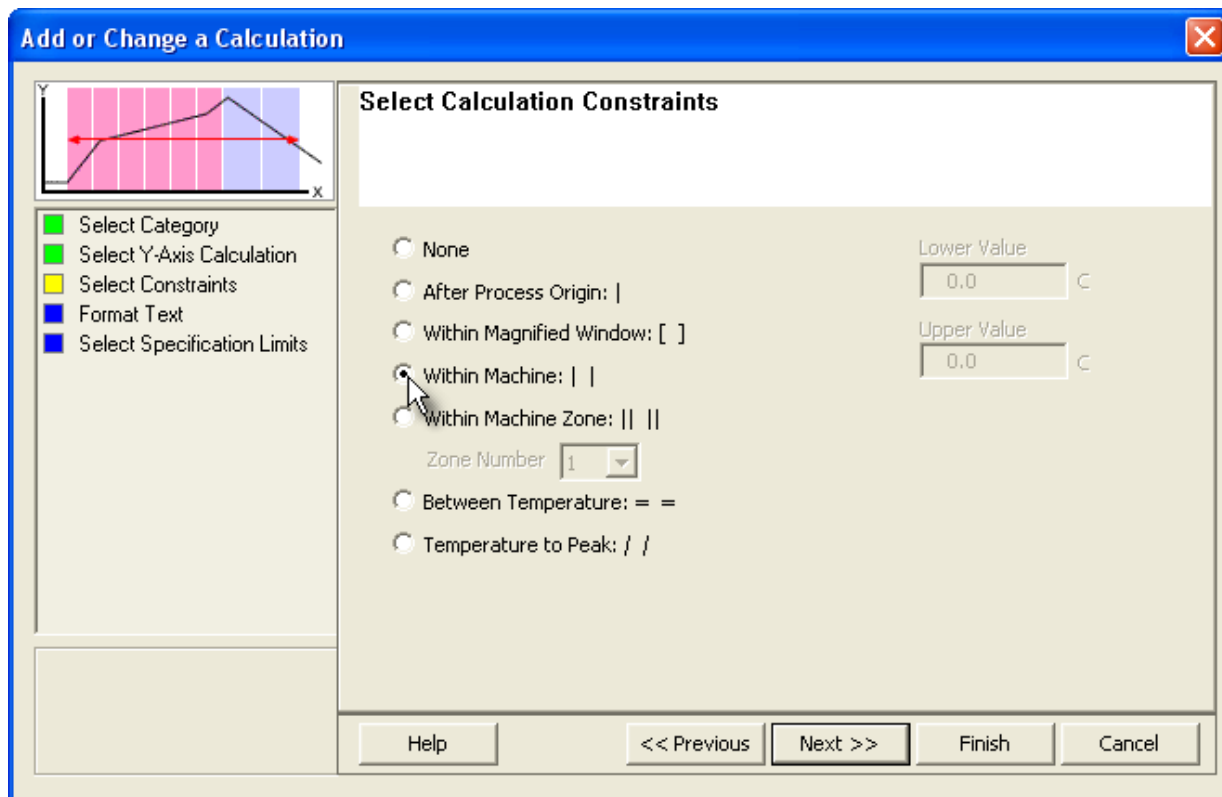 Add or Change a Calculation
Y
X
Select Category
Select Y-Axis Calculation
Select Constraints
Format Text
Select Specification Limits
Select Calculation Constraints
None
After Process Origin: |
Within Magnified Window: [ ]
Within Machine: | |
Within Machine Zone: || ||
Zone Number 1
Between Temperature: = =
Temperature to Peak: / /
Lower Value
0.0 C
Upper Value
0.0 C
Help
<< Previous
Next >>
Finish
Cancel